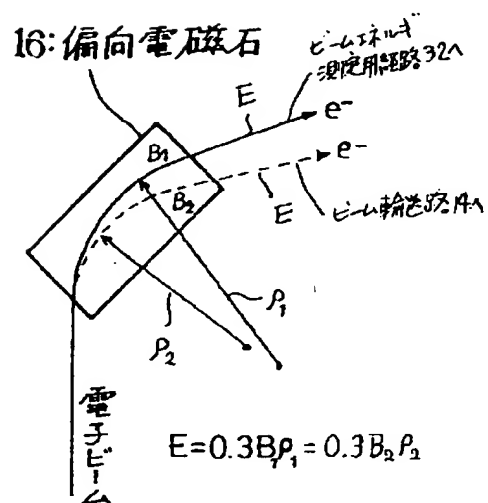 16:偏向電磁石
ビームエネルギ
測定用経路32へ
E
e-
B1
e-
B2
E
ビーム輸送路14へ
ρ1
ρ2
電子ビーム
E=0.3B1ρ1=0.3B2ρ2